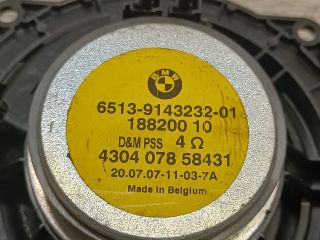 BMW
6513-9143232-01
188200 10
D&M PSS 4 Ω
4304 078 58431
20.07.07-11-03-7A
Made in Belgium